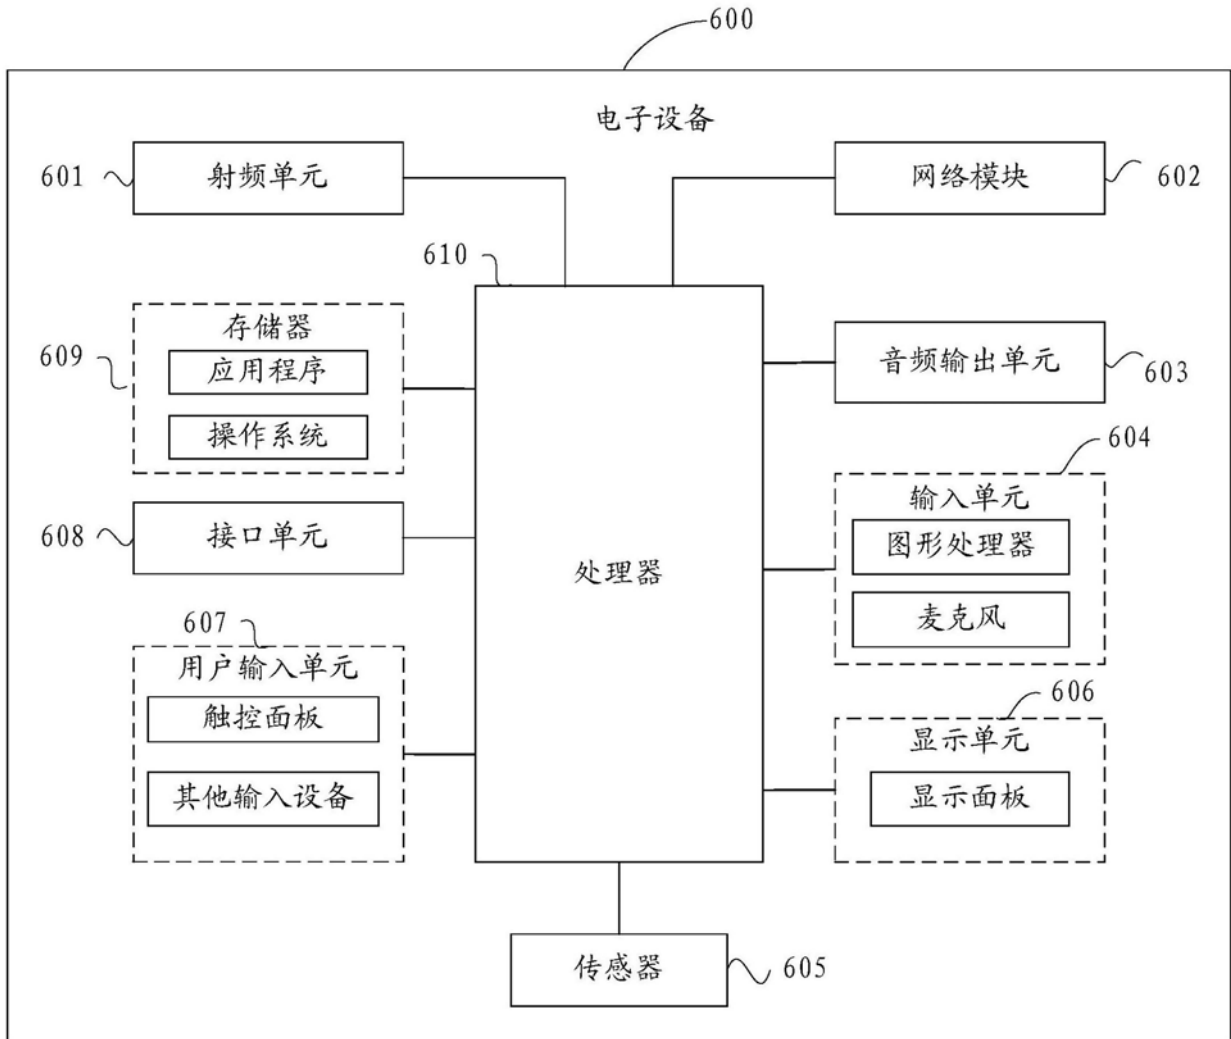 600
电子设备
601
射频单元
网络模块
602
610
存储器
609
应用程序
操作系统
音频输出单元
603
604
输入单元
图形处理器
麦克风
608
接口单元
处理器
607
用户输入单元
触控面板
其他输入设备
606
显示单元
显示面板
传感器
605